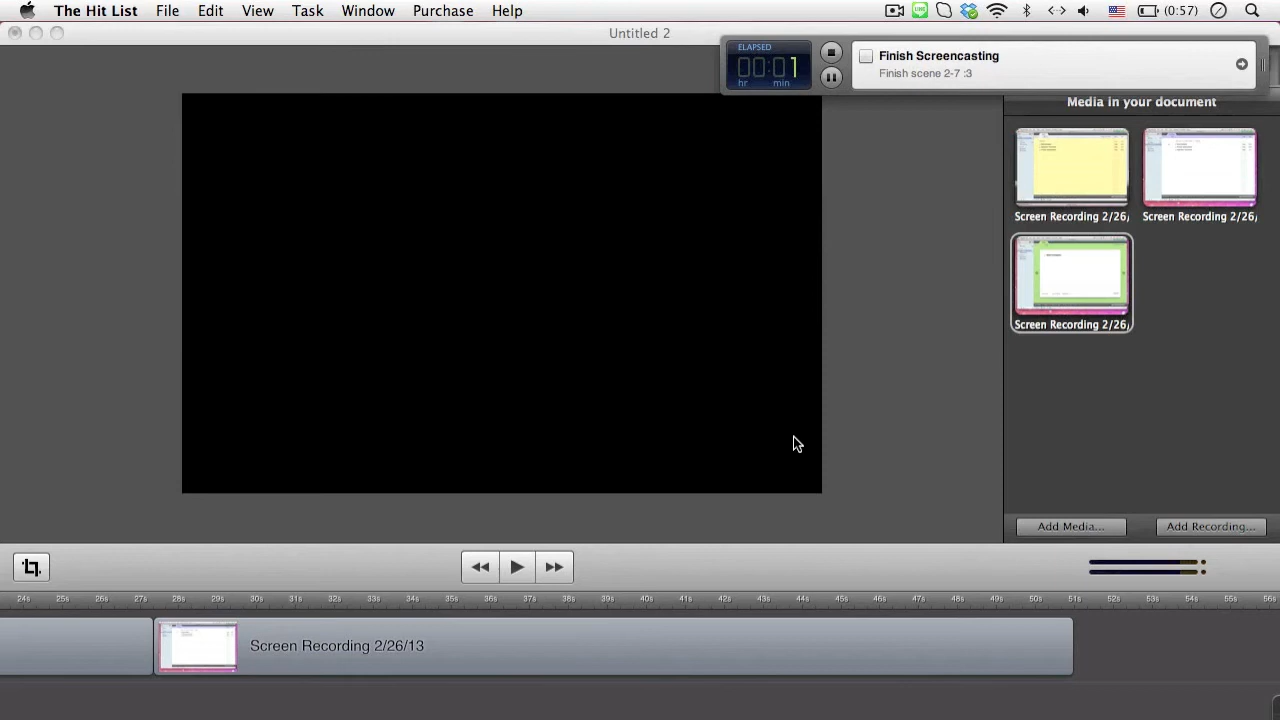 The Hit List File Edit View Task Window Purchase Help (0:57)
Untitled 2
ELAPSED
00:01
hr min
Finish Screencasting
Finish scene 2-7 :3
Media in your document
Screen Recording 2/26/
Screen Recording 2/26/
Screen Recording 2/26/
Add Media... Add Recording...
24s 25s 26s 27s 28s 29s 30s 31s 32s 33s 34s 35s 36s 37s 38s 39s 40s 41s 42s 43s 44s 45s 46s 47s 48s 49s 50s 51s 52s 53s 54s 55s 56s
Screen Recording 2/26/13